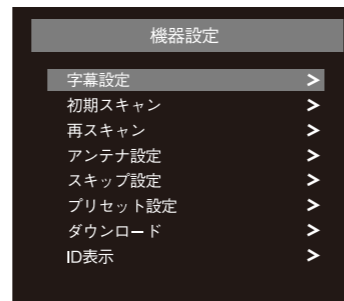 機器設定
字幕設定 >
初期スキャン >
再スキャン >
アンテナ設定 >
スキップ設定 >
プリセット設定 >
ダウンロード >
ID表示 >